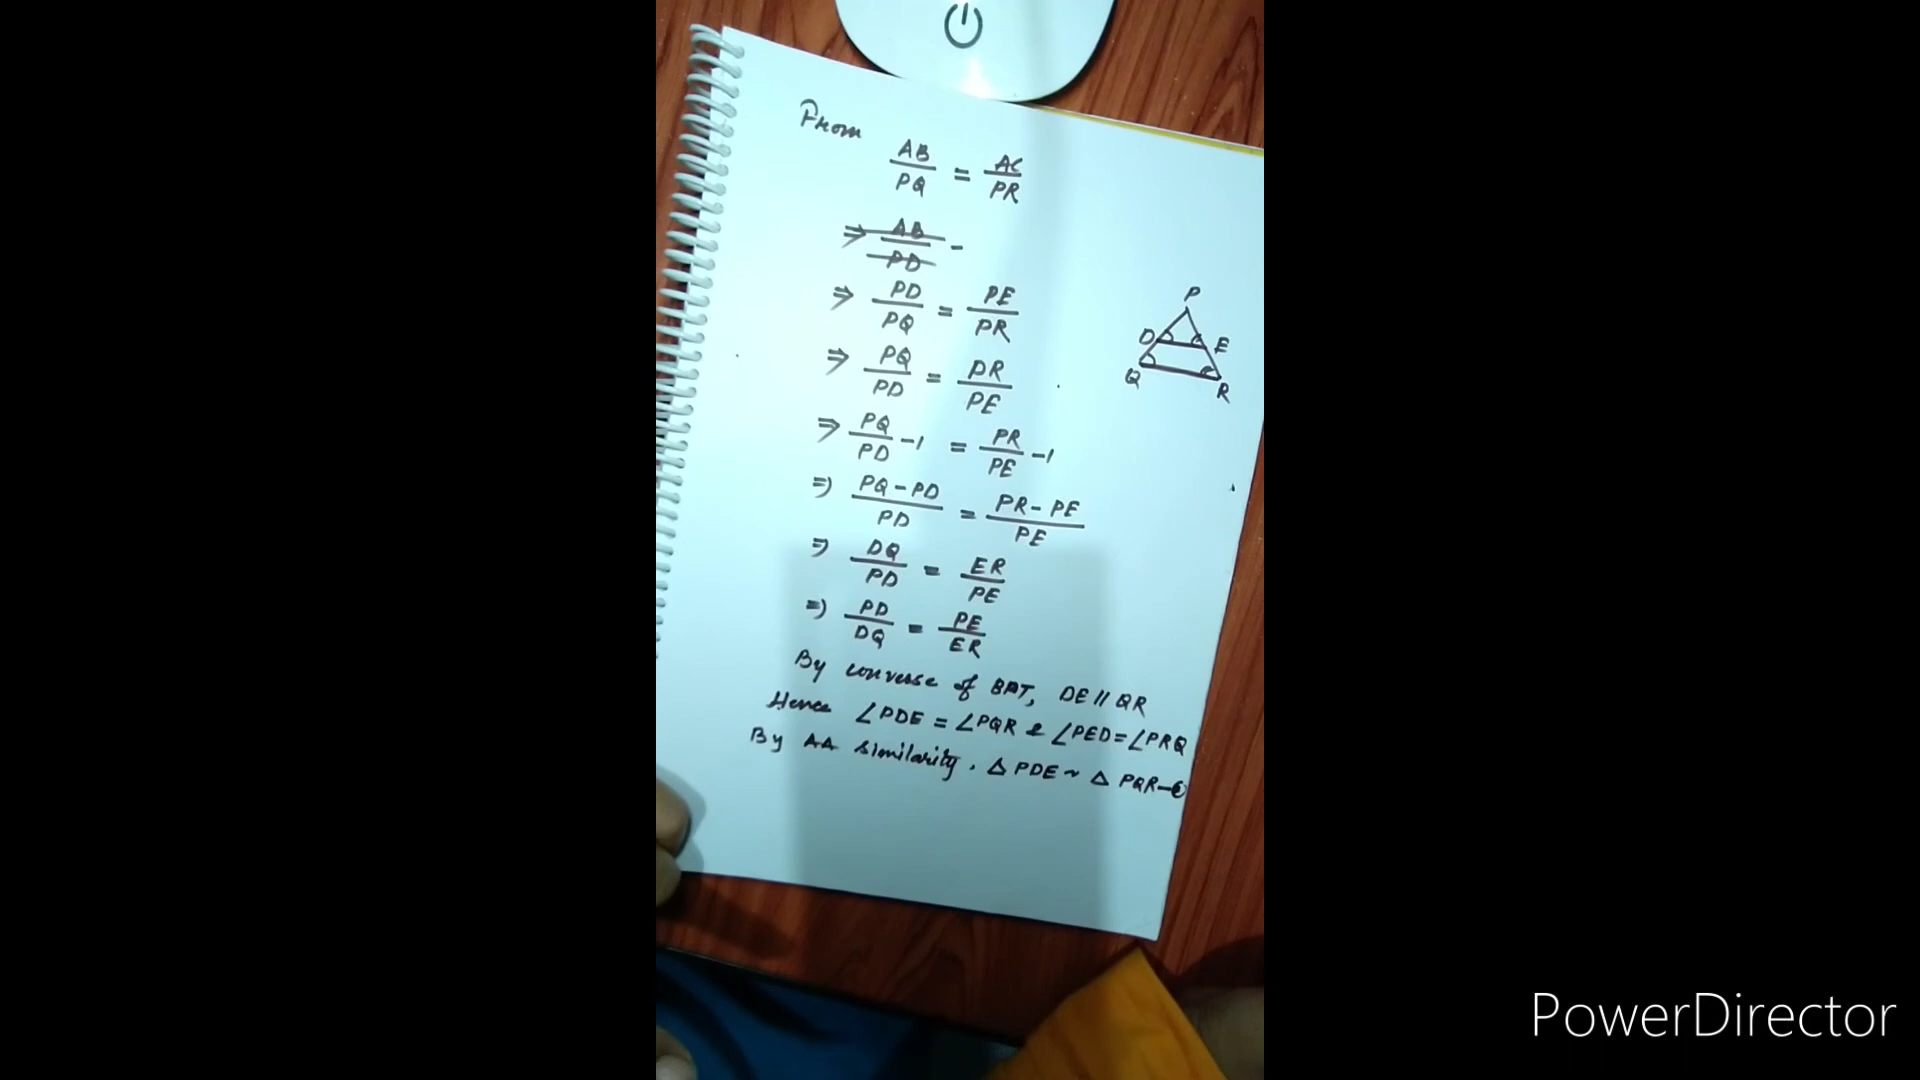 From
AB/PQ = AC/PR
⇒ AB/PD =
⇒ PD/PQ = PE/PR
⇒ PQ/PD = PR/PE
⇒ PQ/PD -1 = PR/PE -1
⇒ PQ-PD/PD = PR-PE/PE
⇒ DQ/PD = ER/PE
⇒ PD/DQ = PE/ER
By converse of BPT, DE || QR
Hence ∠PDE = ∠PQR & ∠PED = ∠PRQ
By AA similarity, △PDE ~ △PQR-
P
D E
Q R
PowerDirector